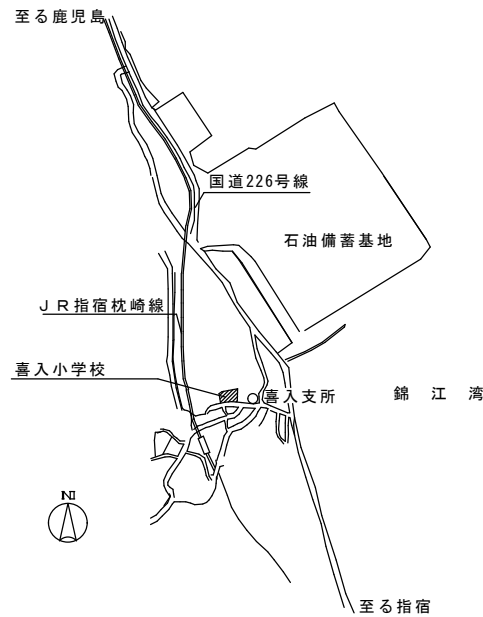 至る鹿児島
国道226号線
石油備蓄基地
JR指宿枕崎線
喜入小学校
喜入支所
錦江湾
N
至る指宿